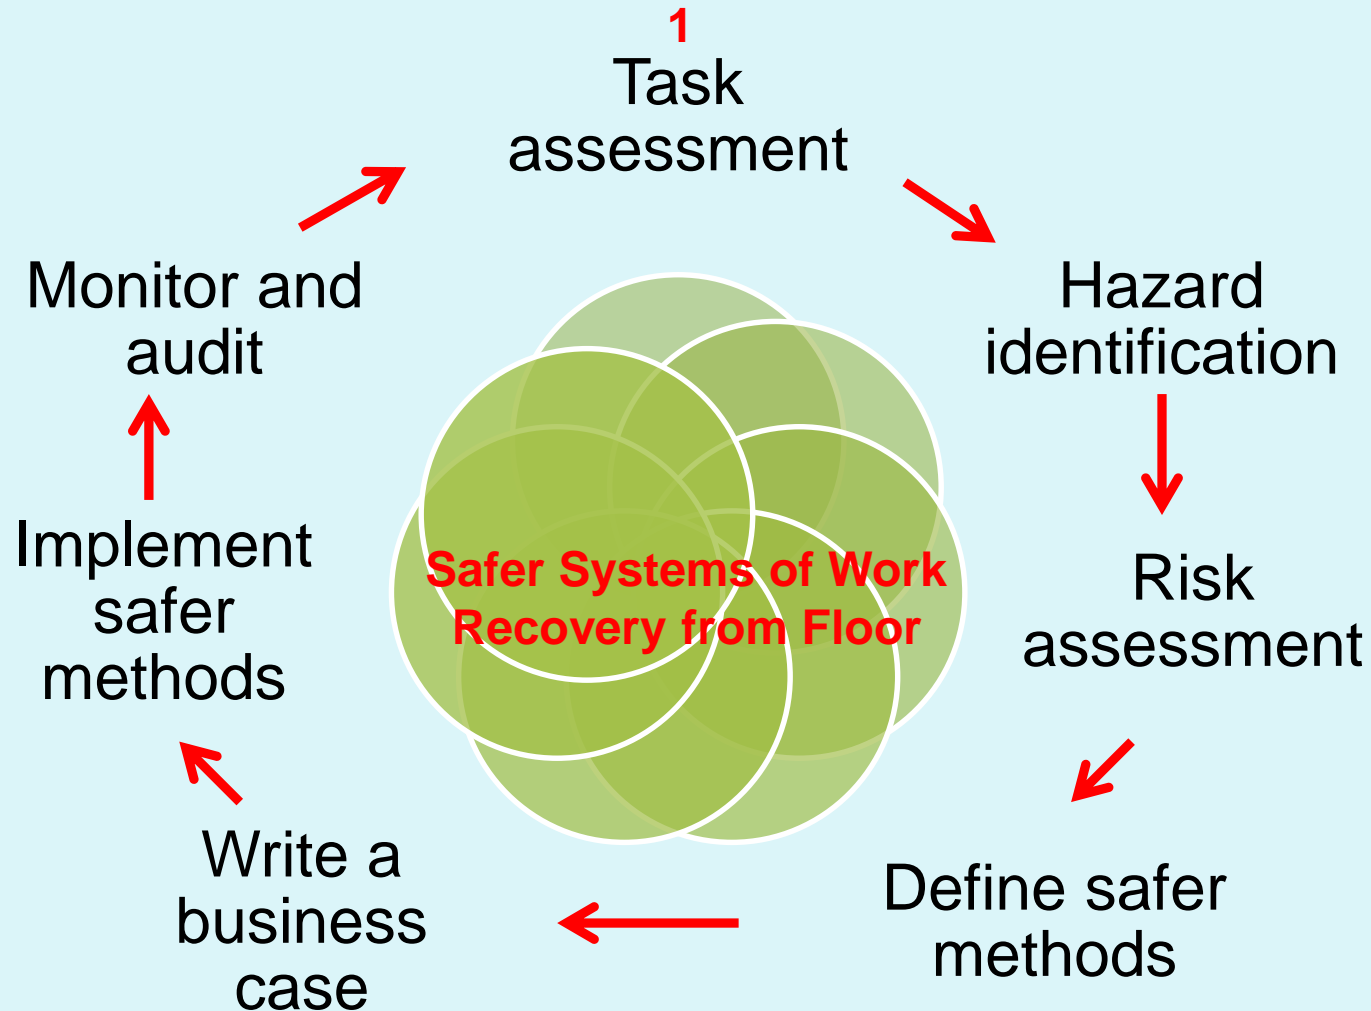 1
Task
assessment
Hazard
identification
Risk
assessment
Define safer
methods
Write a
business
case
Implement
safer
methods
Monitor and
audit
Safer Systems of Work
Recovery from Floor